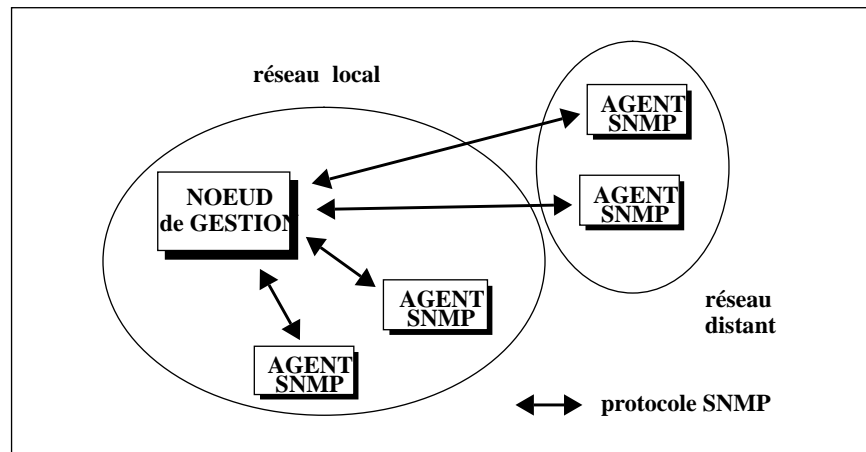 réseau local
AGENT
SNMP
NOEUD
de GESTION
AGENT
SNMP
AGENT
SNMP
réseau
distant
AGENT
SNMP
protocole SNMP